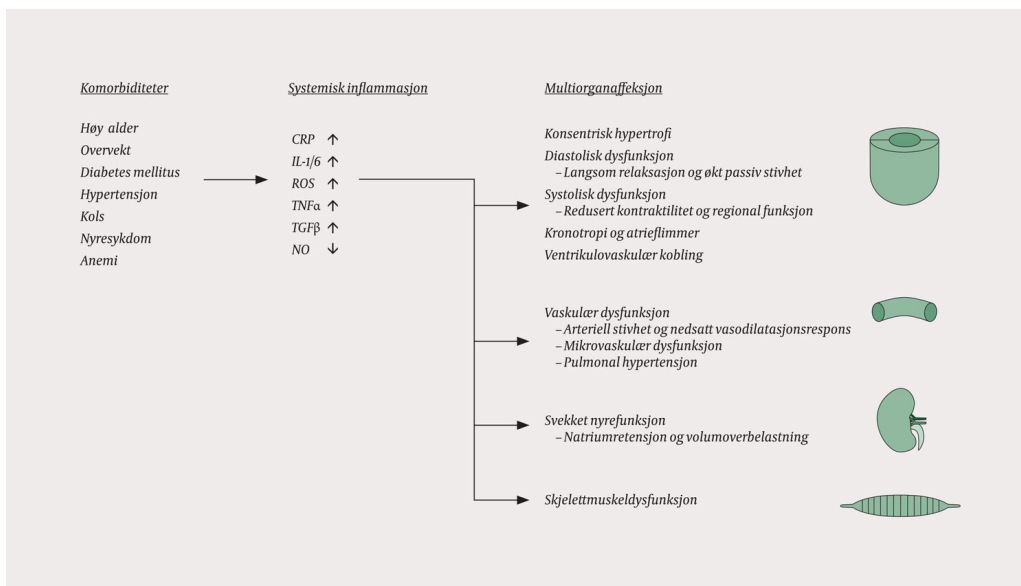 Komorbiditeter
Høy alder
Overvekt
Diabetes mellitus
Hypertensjon
Kols
Nyresykdom
Anemi
Systemisk inflammasjon
CRP ↑
IL-1/6 ↑
ROS ↑
TNFα ↑
TGFβ ↑
NO ↓
Multiorganaffeksjon
Konsentrisk hypertrofi
Diastolisk dysfunksjon
– Langsom relaksasjon og økt passiv stivhet
Systolisk dysfunksjon
– Redusert kontraktilitet og regional funksjon
Kronotropi og atrieflimmer
Ventrikulovaskulær kobling
Vaskulær dysfunksjon
– Arteriell stivhet og nedsatt vasodilatasjonsrespons
– Mikrovaskulær dysfunksjon
– Pulmonal hypertensjon
Svekket nyrefunksjon
– Natriumretensjon og volumoverbelastning
Skjelettmuskeldysfunksjon